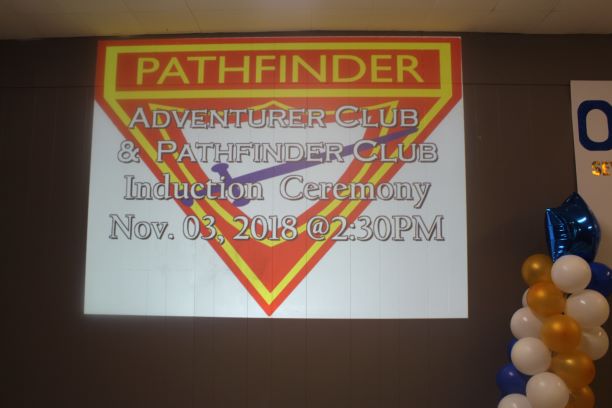 PATHFINDER
ADVENTURER CLUB
& PATHFINDER CLUB
Induction Ceremony
Nov. 03, 2018 @2:30PM